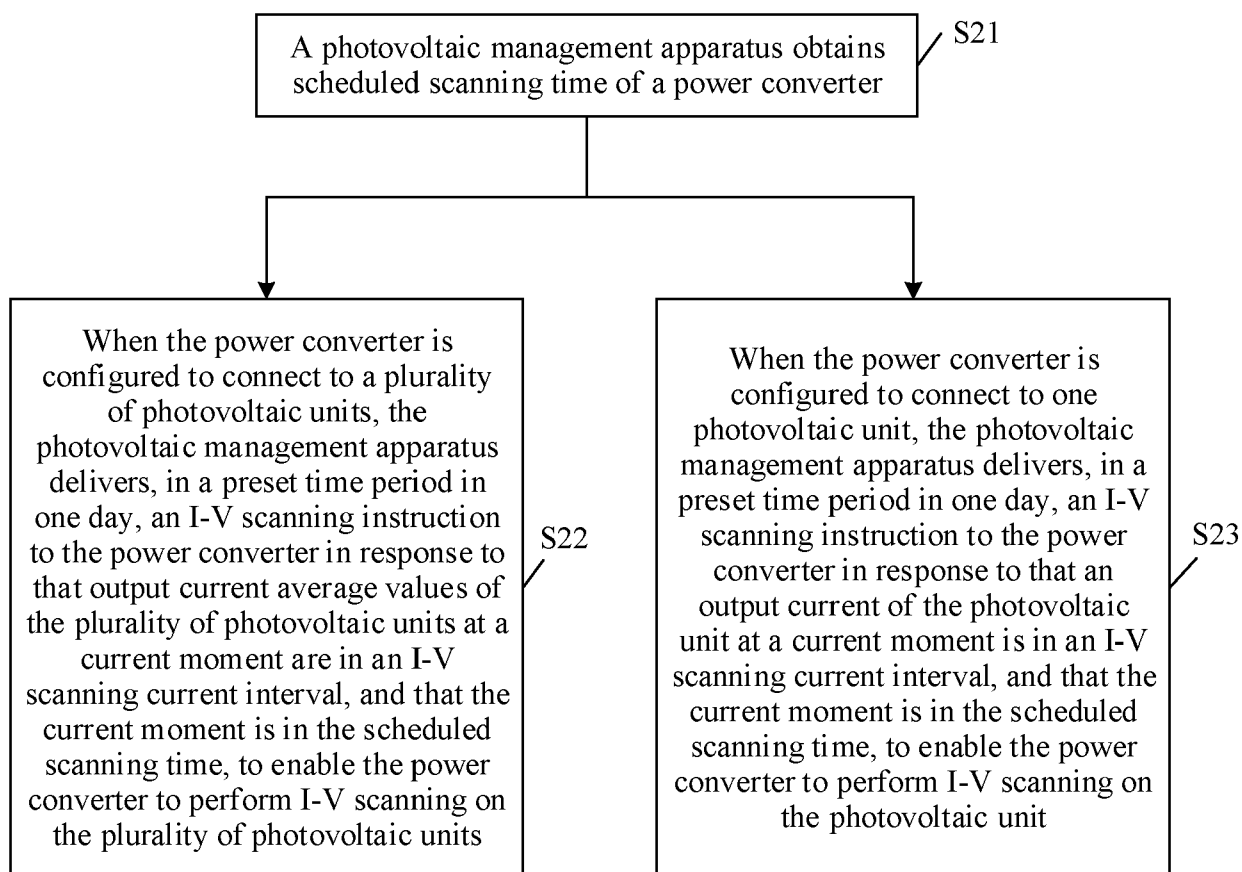 A photovoltaic management apparatus obtains
scheduled scanning time of a power converter
S21
When the power converter is
configured to connect to a plurality
of photovoltaic units, the
photovoltaic management apparatus
delivers, in a preset time period in
one day, an I-V scanning instruction
to the power converter in response to
that output current average values of
the plurality of photovoltaic units at a
current moment are in an I-V
scanning current interval, and that the
current moment is in the scheduled
scanning time, to enable the power
converter to perform I-V scanning on
the plurality of photovoltaic units
S22
When the power converter is
configured to connect to one
photovoltaic unit, the photovoltaic
management apparatus delivers, in a
preset time period in one day, an I-V
scanning instruction to the power
converter in response to that an
output current of the photovoltaic
unit at a current moment is in an I-V
scanning current interval, and that the
current moment is in the scheduled
scanning time, to enable the power
converter to perform I-V scanning on
the photovoltaic unit
S23